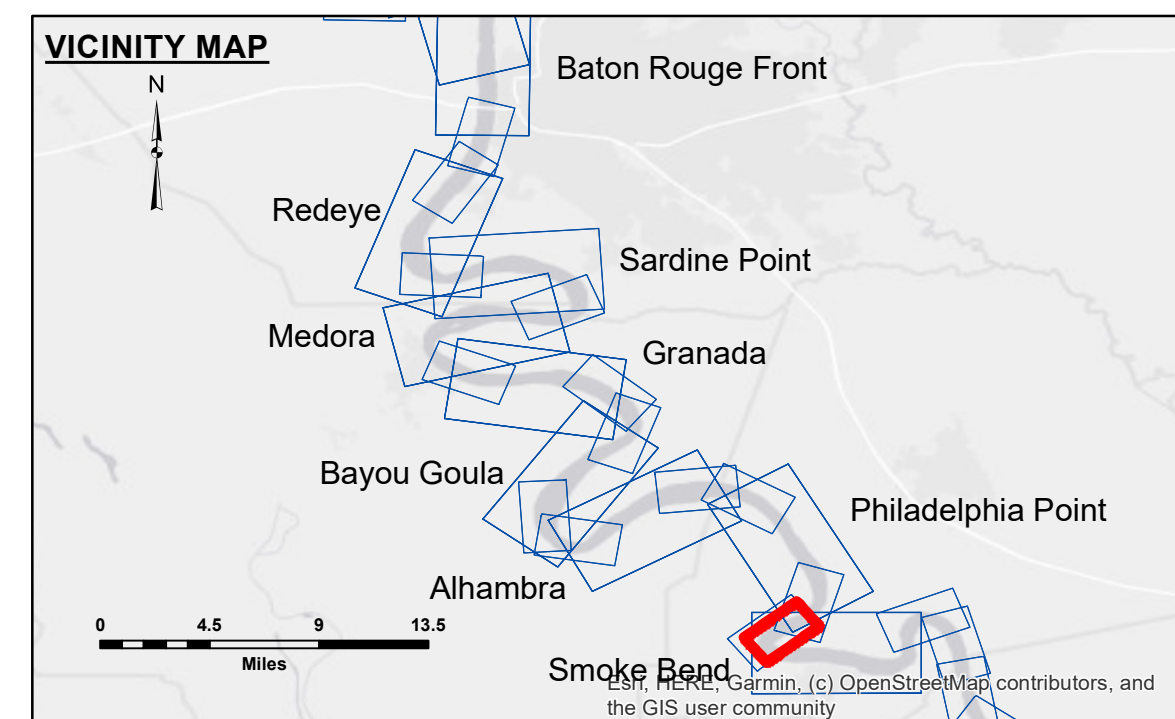 VICINITY MAP
N
Baton Rouge Front
Redeye
Sardine Point
Medora
Granada
Bayou Goula
Philadelphia Point
Alhambra
0 4.5 9 13.5
Miles
Smoke Bend
Esri, HERE, Garmin, (c) OpenStreetMap contributors, and
the GIS user community